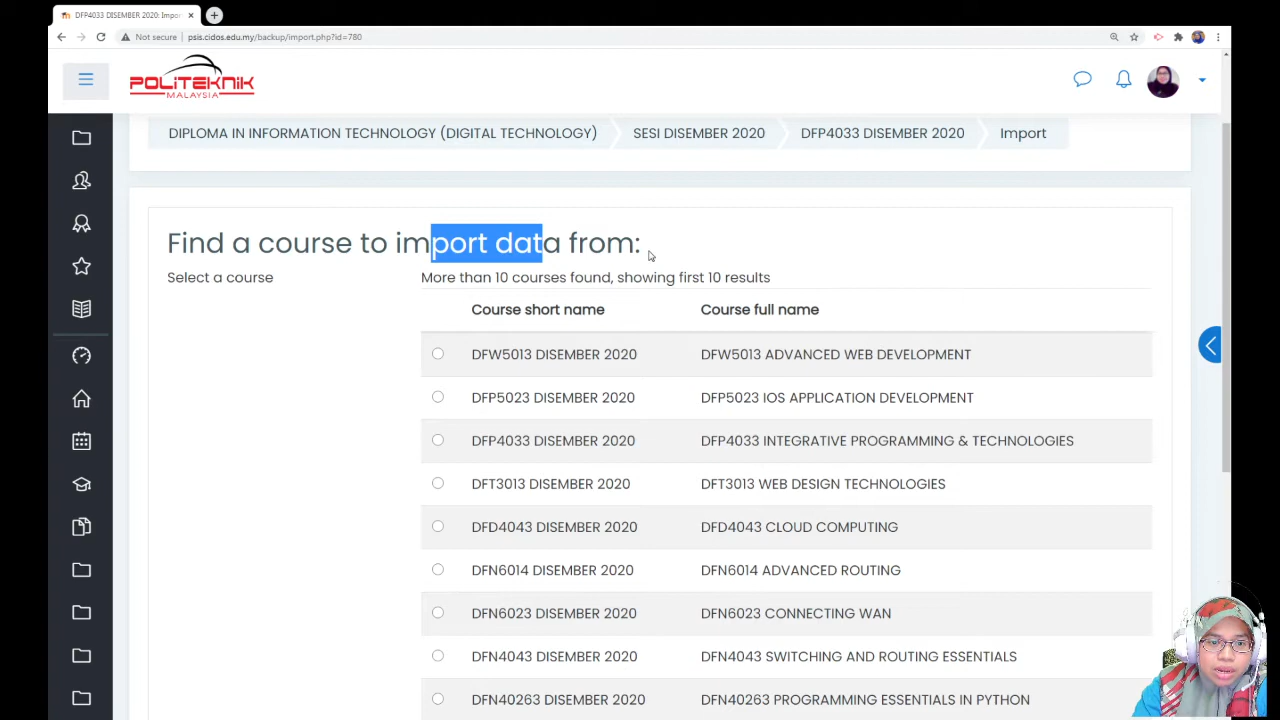 DFP4033 DISEMBER 2020: Impor
Not secure | psis.cidos.edu.my/backup/import.php?id=780
POLITEKNIK
MALAYSIA
DIPLOMA IN INFORMATION TECHNOLOGY (DIGITAL TECHNOLOGY) SESI DISEMBER 2020 DFP4033 DISEMBER 2020 Import
Find a course to import data from:
Select a course More than 10 courses found, showing first 10 results
Course short name Course full name
DFW5013 DISEMBER 2020 DFW5013 ADVANCED WEB DEVELOPMENT
DFP5023 DISEMBER 2020 DFP5023 IOS APPLICATION DEVELOPMENT
DFP4033 DISEMBER 2020 DFP4033 INTEGRATIVE PROGRAMMING & TECHNOLOGIES
DFT3013 DISEMBER 2020 DFT3013 WEB DESIGN TECHNOLOGIES
DFD4043 DISEMBER 2020 DFD4043 CLOUD COMPUTING
DFN6014 DISEMBER 2020 DFN6014 ADVANCED ROUTING
DFN6023 DISEMBER 2020 DFN6023 CONNECTING WAN
DFN4043 DISEMBER 2020 DFN4043 SWITCHING AND ROUTING ESSENTIALS
DFN40263 DISEMBER 2020 DFN40263 PROGRAMMING ESSENTIALS IN PYTHON